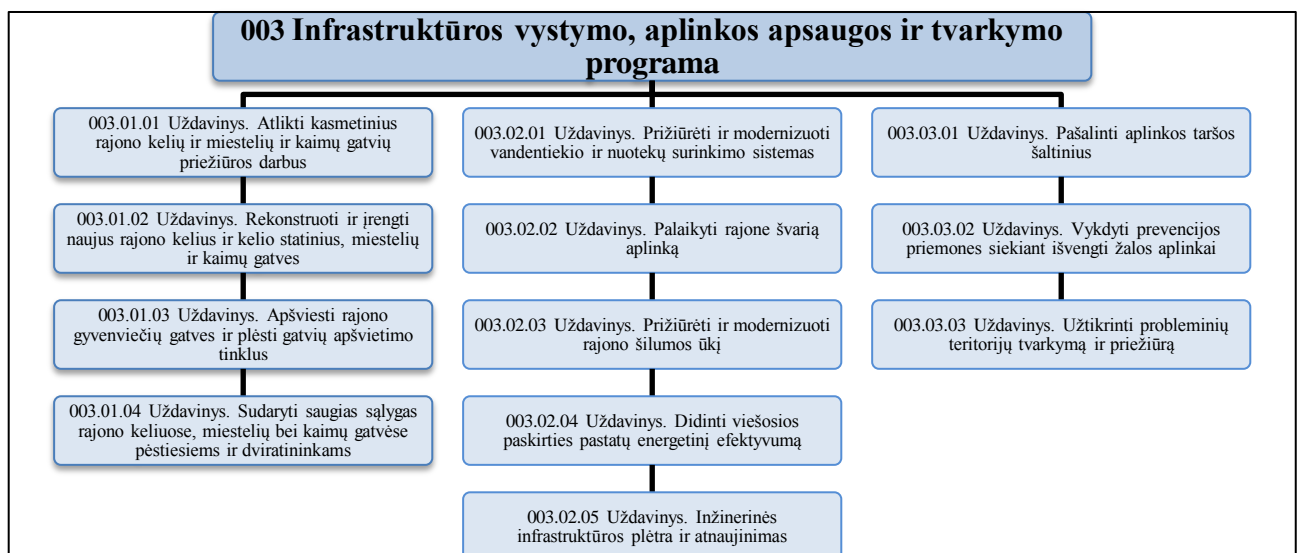 003 Infrastruktūros vystymo, aplinkos apsaugos ir tvarkymo
programa
003.01.01 Uždavinys. Atlikti kasmetinius
rajono kelių ir miestelių ir kaimų gatvių
priežiūros darbus
003.01.02 Uždavinys. Rekonstruoti ir įrengti
naujus rajono kelius ir kelio statinius, miestelių
ir kaimų gatves
003.01.03 Uždavinys. Apšviesti rajono
gyvenviečių gatves ir plėsti gatvių apšvietimo
tinklus
003.01.04 Uždavinys. Sudaryti saugias sąlygas
rajono keliuose, miestelių bei kaimų gatvėse
pėstiesiems ir dviratininkams
003.02.01 Uždavinys. Prižiūrėti ir modernizuoti
vandentiekio ir nuotekų surinkimo sistemas
003.02.02 Uždavinys. Palaikyti rajone švarią
aplinką
003.02.03 Uždavinys. Prižiūrėti ir modernizuoti
rajono šilumos ūkį
003.02.04 Uždavinys. Didinti viešosios
paskirties pastatų energetinį efektyvumą
003.02.05 Uždavinys. Inžinerinės
infrastruktūros plėtra ir atnaujinimas
003.03.01 Uždavinys. Pašalinti aplinkos taršos
šaltinius
003.03.02 Uždavinys. Vykdyti prevencijos
priemones siekiant išvengti žalos aplinkai
003.03.03 Uždavinys. Užtikrinti probleminių
teritorijų tvarkymą ir priežiūrą